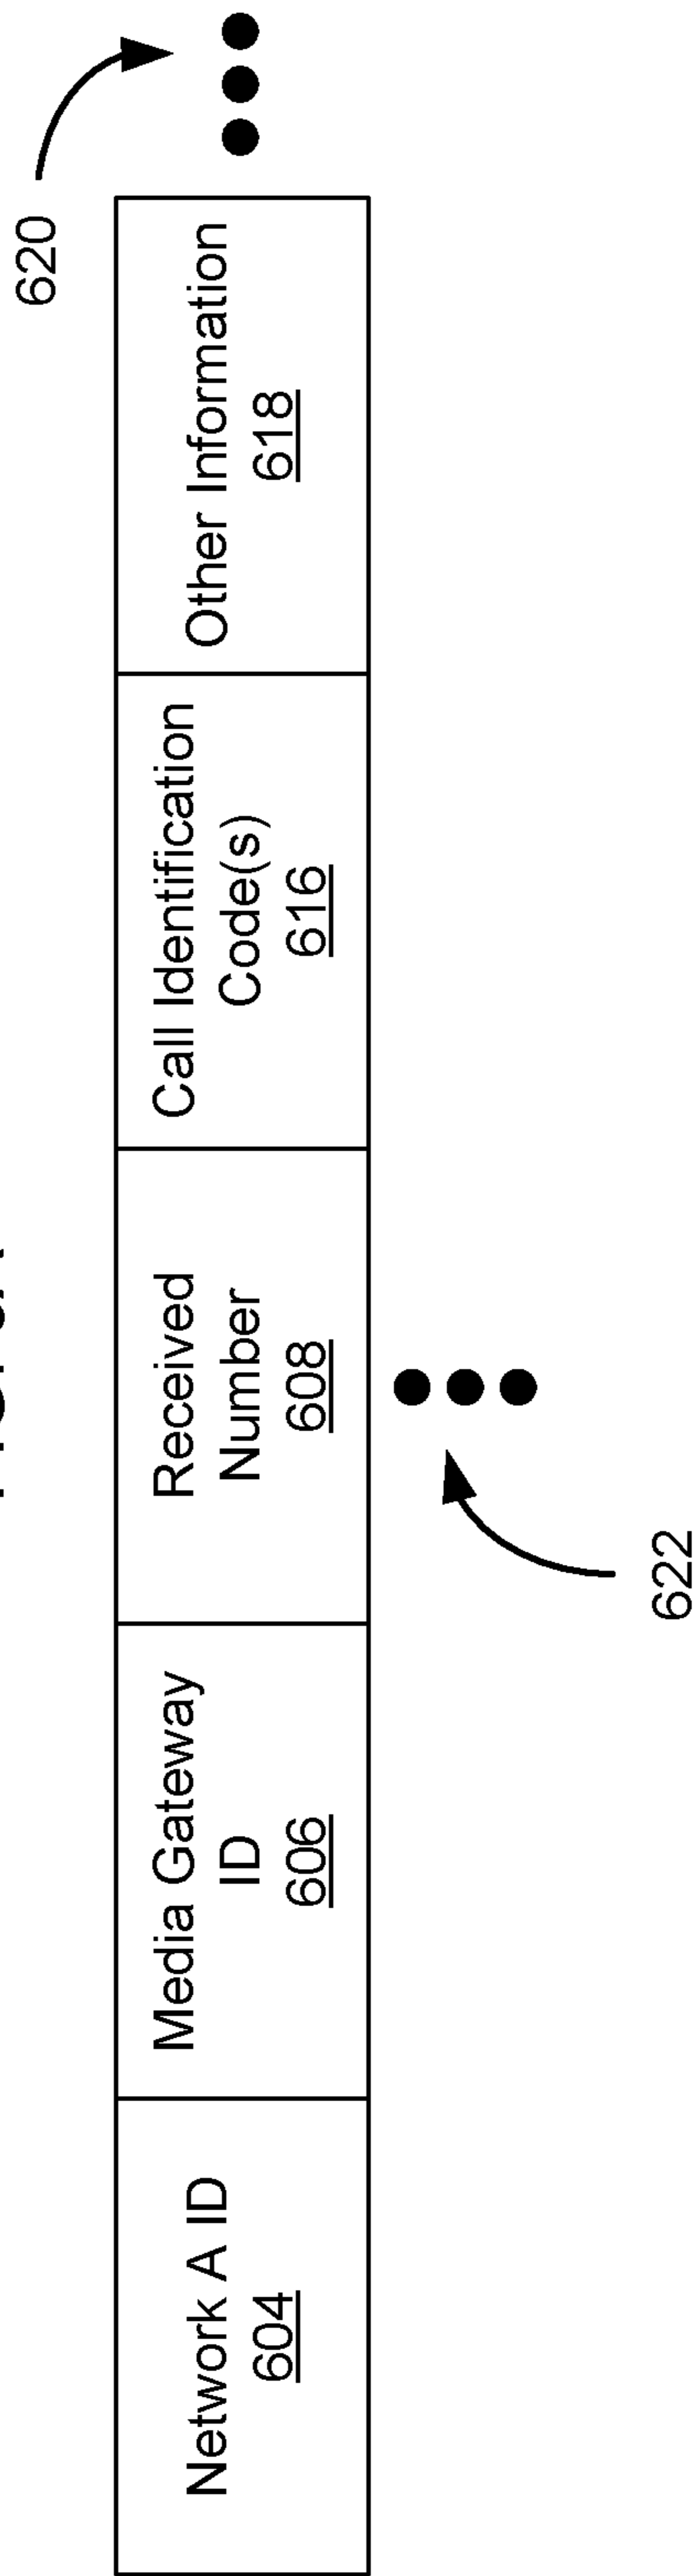 620
Network A ID
604
Media Gateway
ID
606
Received
Number
608
Call Identification
Code(s)
616
Other Information
618
622